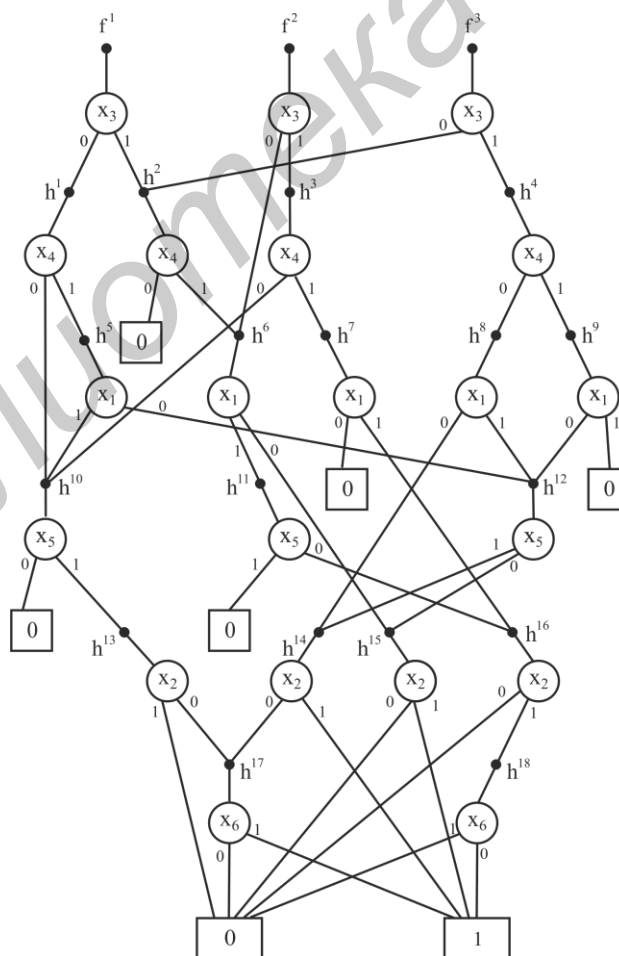 f¹ f² f³
x₃ x₃ x₃
0 1 0 1 0 1
h¹ h² h³ h⁴
x₄ x₄ x₄ x₄
0 1 0 1 0 1 0 1
h⁵ 0 h⁶ h⁷ h⁸ h⁹
x₁ x₁ x₁ x₁ x₁
1 0 1 0 0 1 0 1 0 1
h¹⁰ h¹¹ 0 h¹² 0
x₅ x₅ x₅
0 1 1 0 1 0
0 h¹³ 0 h¹⁴ h¹⁵ h¹⁶
x₂ x₂ x₂ x₂
1 0 0 1 0 1 0 1
h¹⁷ h¹⁸
x₆ x₆
0 1 1 0
0 1